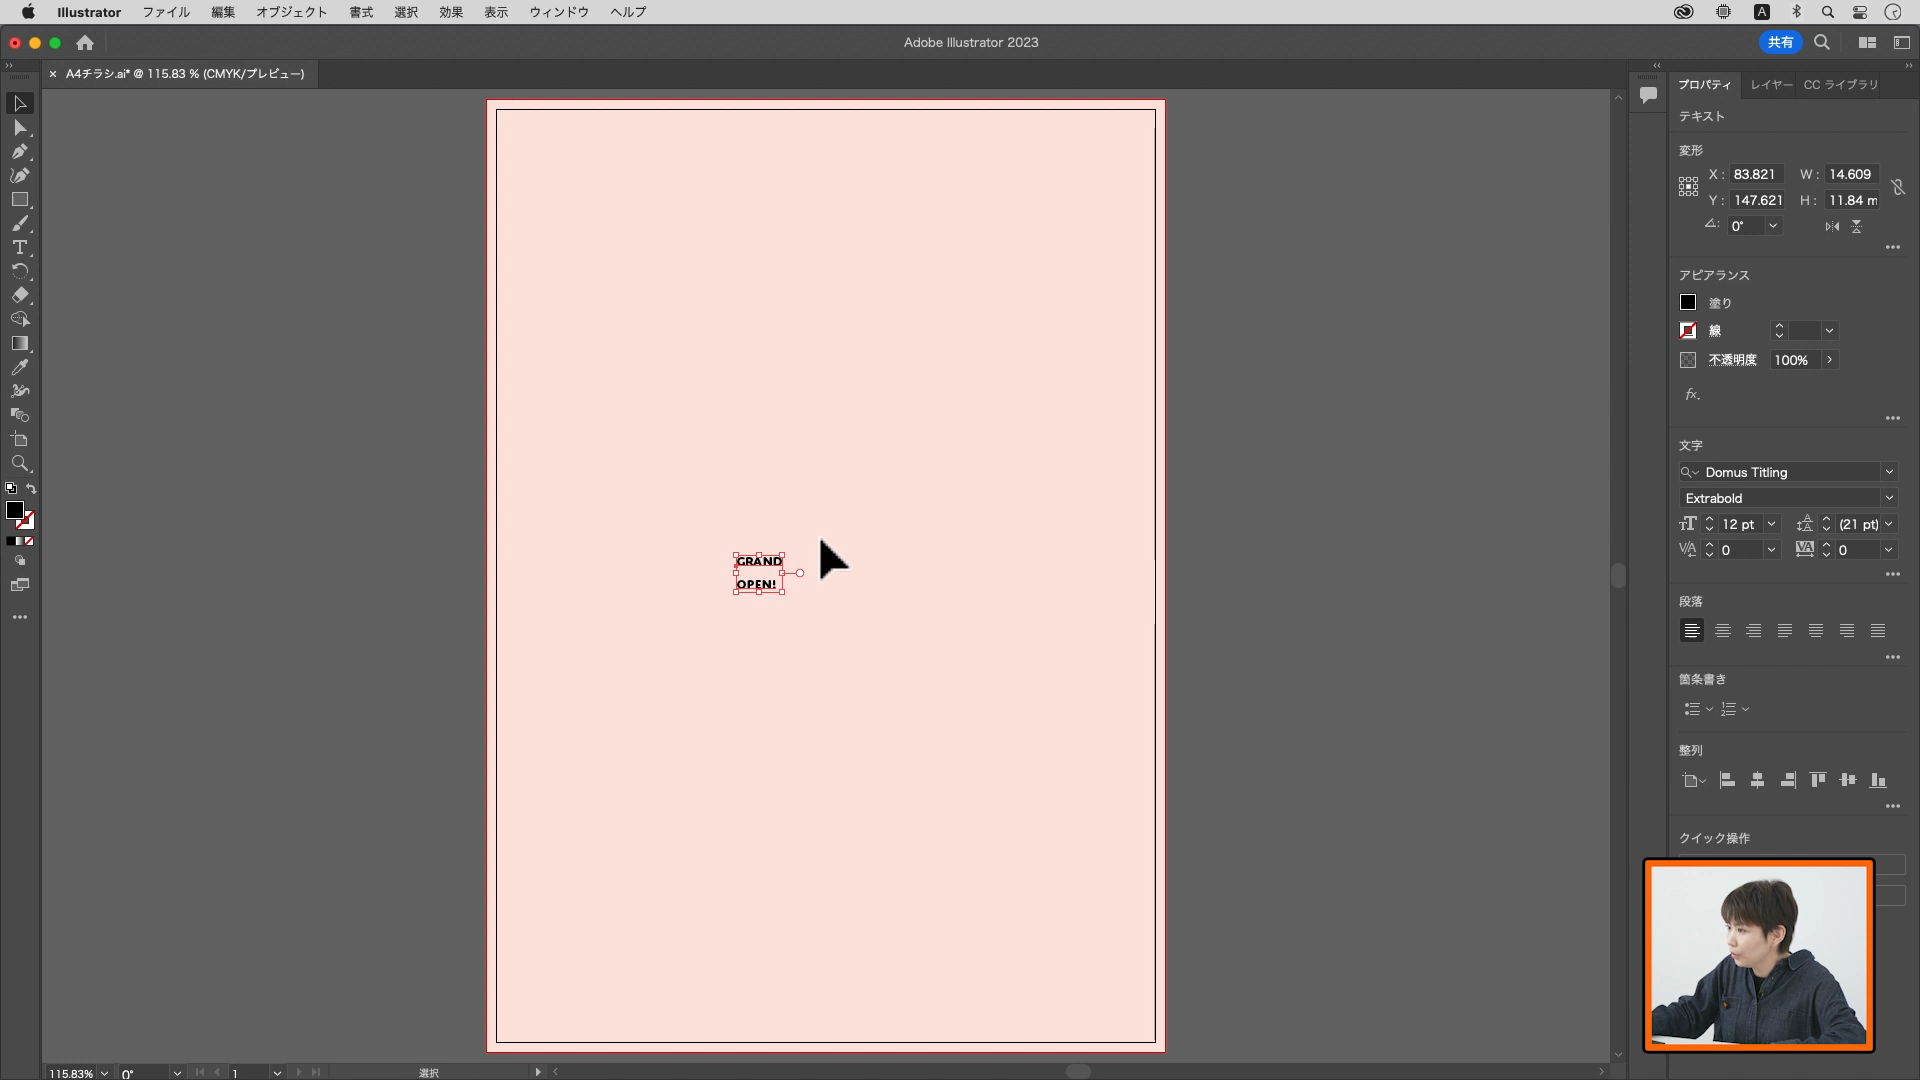 Illustrator ファイル 編集 オブジェクト 書式 選択 効果 表示 ウィンドウ ヘルプ A
Adobe Illustrator 2023 共有
× A4チラシ.ai* @ 115.83 % (CMYK/プレビュー)
プロパティ レイヤー CC ライブラリ
テキスト
変形
X : 83.821 W : 14.609
Y : 147.621 H : 11.84 m
0°
アピアランス
塗り
線
不透明度 100%
fx.
文字
Domus Titling
Extrabold
12 pt (21 pt)
0 0
段落
箇条書き
整列
クイック操作
GRAND
OPEN!
115.83% 0° 1 選択